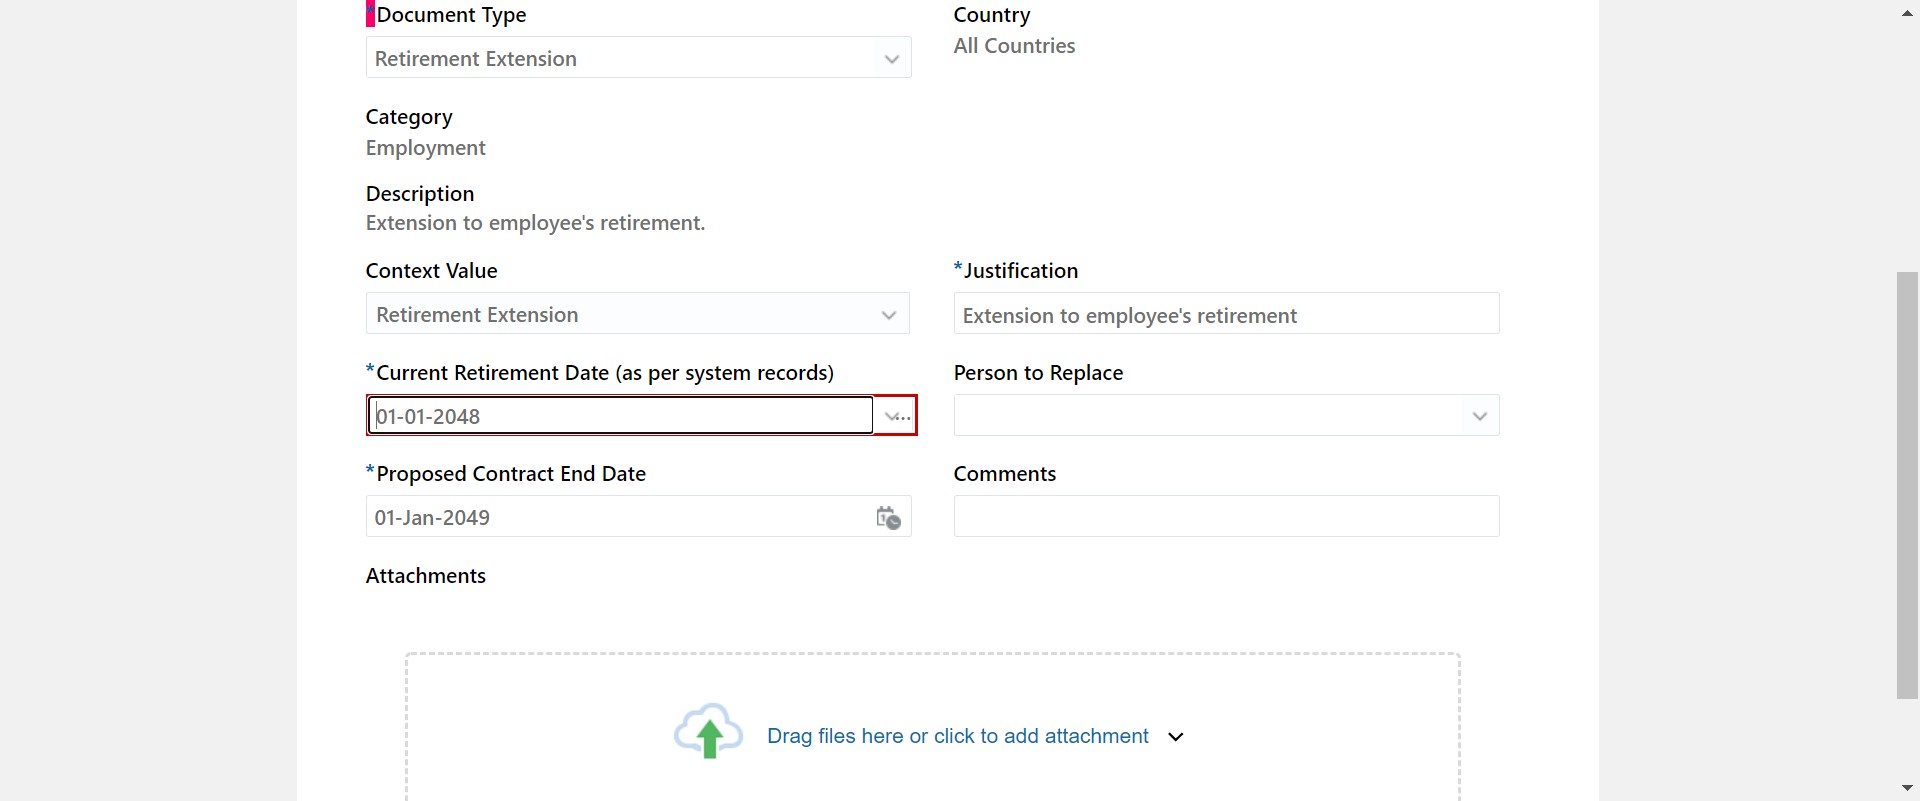 *Document Type
Country
Retirement Extension
All Countries
Category
Employment
Description
Extension to employee's retirement.
Context Value
*Justification
Retirement Extension
Extension to employee's retirement
*Current Retirement Date (as per system records)
Person to Replace
01-01-2048
...
*Proposed Contract End Date
Comments
01-Jan-2049
Attachments
Drag files here or click to add attachment